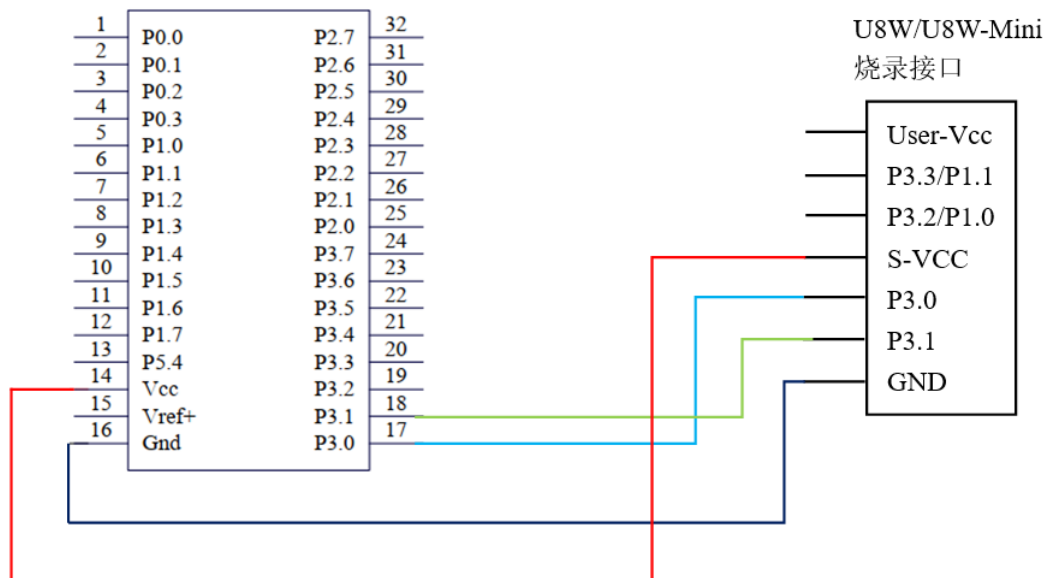 1 P0.0 P2.7 32
2 P0.1 P2.6 31
3 P0.2 P2.5 30
4 P0.3 P2.4 29
5 P1.0 P2.3 28
6 P1.1 P2.2 27
7 P1.2 P2.1 26
8 P1.3 P2.0 25
9 P1.4 P3.7 24
10 P1.5 P3.6 23
11 P1.6 P3.5 22
12 P1.7 P3.4 21
13 P5.4 P3.3 20
14 Vcc P3.2 19
15 Vref+ P3.1 18
16 Gnd P3.0 17
U8W/U8W-Mini
烧录接口
User-Vcc
P3.3/P1.1
P3.2/P1.0
S-VCC
P3.0
P3.1
GND